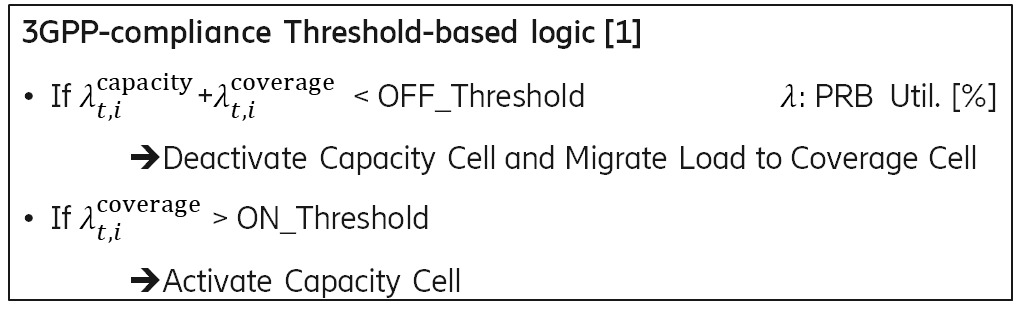 3GPP-compliance Threshold-based logic [1]
• If λ_{t,i}^{capacity}+λ_{t,i}^{coverage} < OFF_Threshold λ: PRB Util. [%]
➔Deactivate Capacity Cell and Migrate Load to Coverage Cell
• If λ_{t,i}^{coverage} > ON_Threshold
➔Activate Capacity Cell